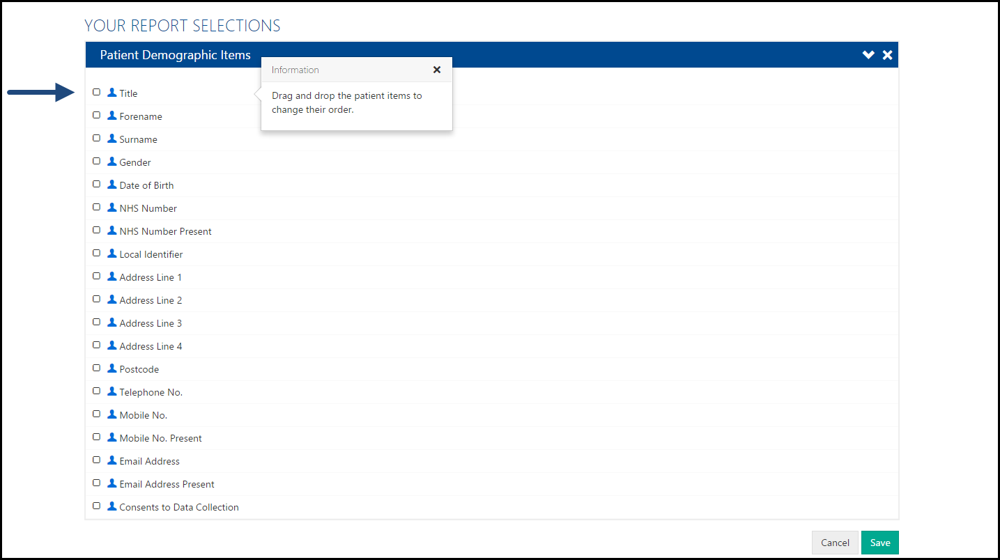 YOUR REPORT SELECTIONS
Patient Demographic Items
Information
Drag and drop the patient items to
change their order.
Title
Forename
Surname
Gender
Date of Birth
NHS Number
NHS Number Present
Local Identifier
Address Line 1
Address Line 2
Address Line 3
Address Line 4
Postcode
Telephone No.
Mobile No.
Mobile No. Present
Email Address
Email Address Present
Consents to Data Collection
Cancel
Save